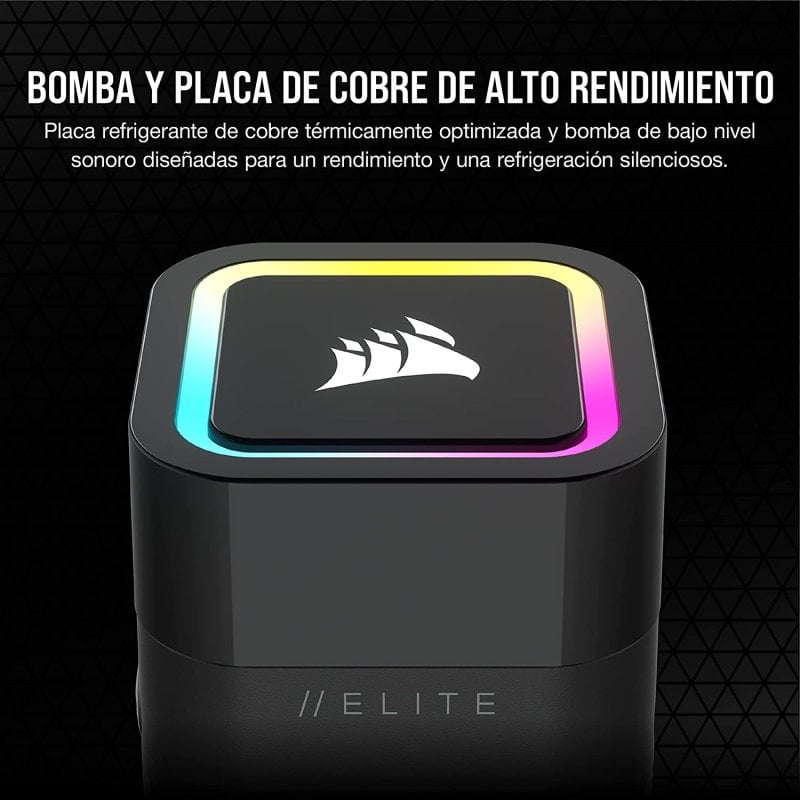 BOMBA Y PLACA DE COBRE DE ALTO RENDIMIENTO
Placa refrigerante de cobre térmicamente optimizada y bomba de bajo nivel
sonoro diseñadas para un rendimiento y una refrigeración silenciosos.
//ELITE